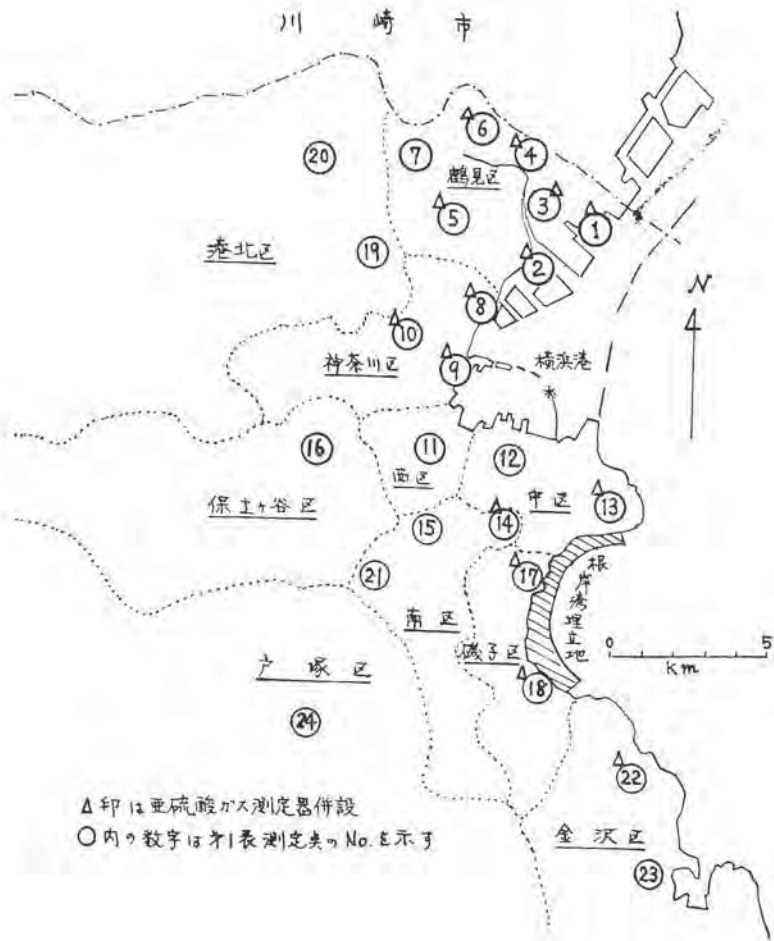 川崎市
⑥
④
⑦
⑳
鶴見区
③
①
⑤
港北区
⑲
②
N
⑧
⑩
神奈川区
横浜港
⑨
⑯
⑪
西区
⑫
保土ヶ谷区
中区
⑬
⑭
⑮
⑰
㉑
根岸湾埋立地
南区
磯子区
0 5
km
戸塚区
⑱
㉔
㉒
△印は亜硫酸ガス測定器併設
○内の数字は才1表測定点のNo.を示す
金沢区
㉓